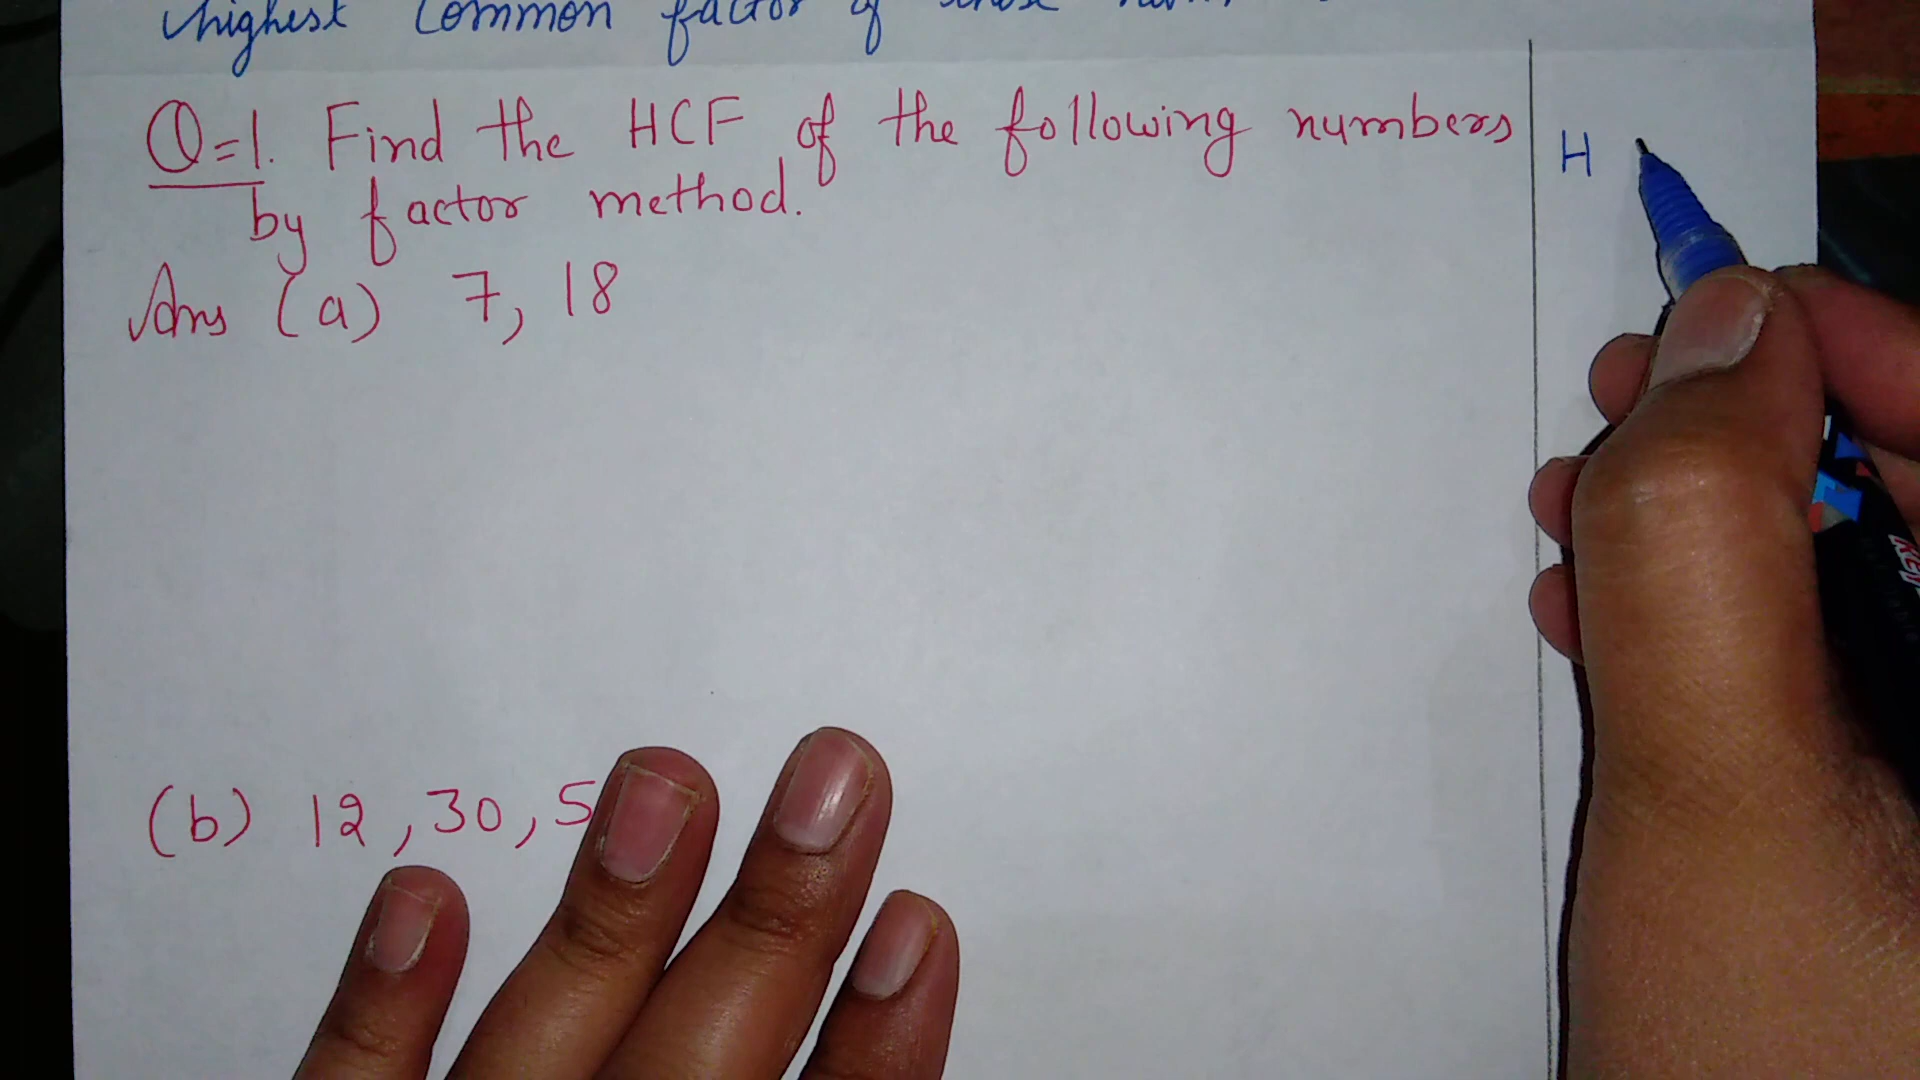 highest common factor of
Q=1. Find the HCF of the following numbers
by factor method.
H
Ans (a) 7, 18
(b) 12, 30, 5